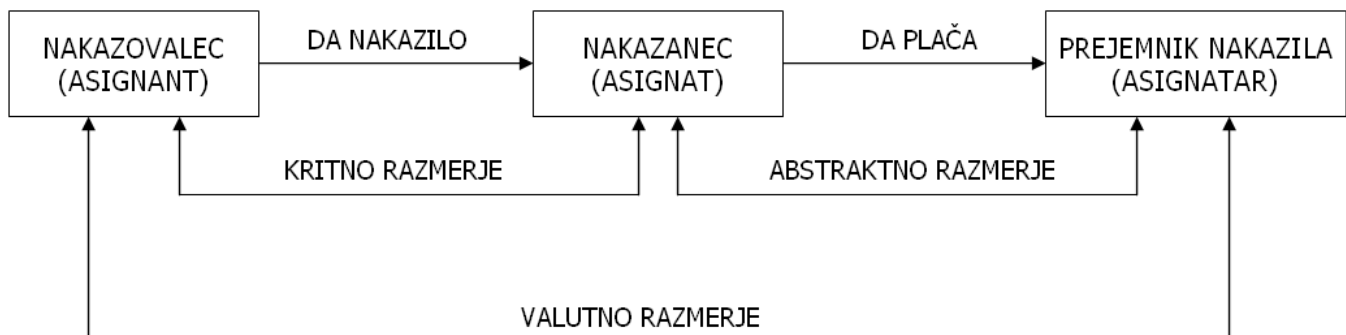 NAKAZOVALEC
(ASIGNANT)
DA NAKAZILO
NAKAZANEC
(ASIGNAT)
DA PLAČA
PREJEMNIK NAKAZILA
(ASIGNATAR)
KRITNO RAZMERJE
ABSTRAKTNO RAZMERJE
VALUTNO RAZMERJE